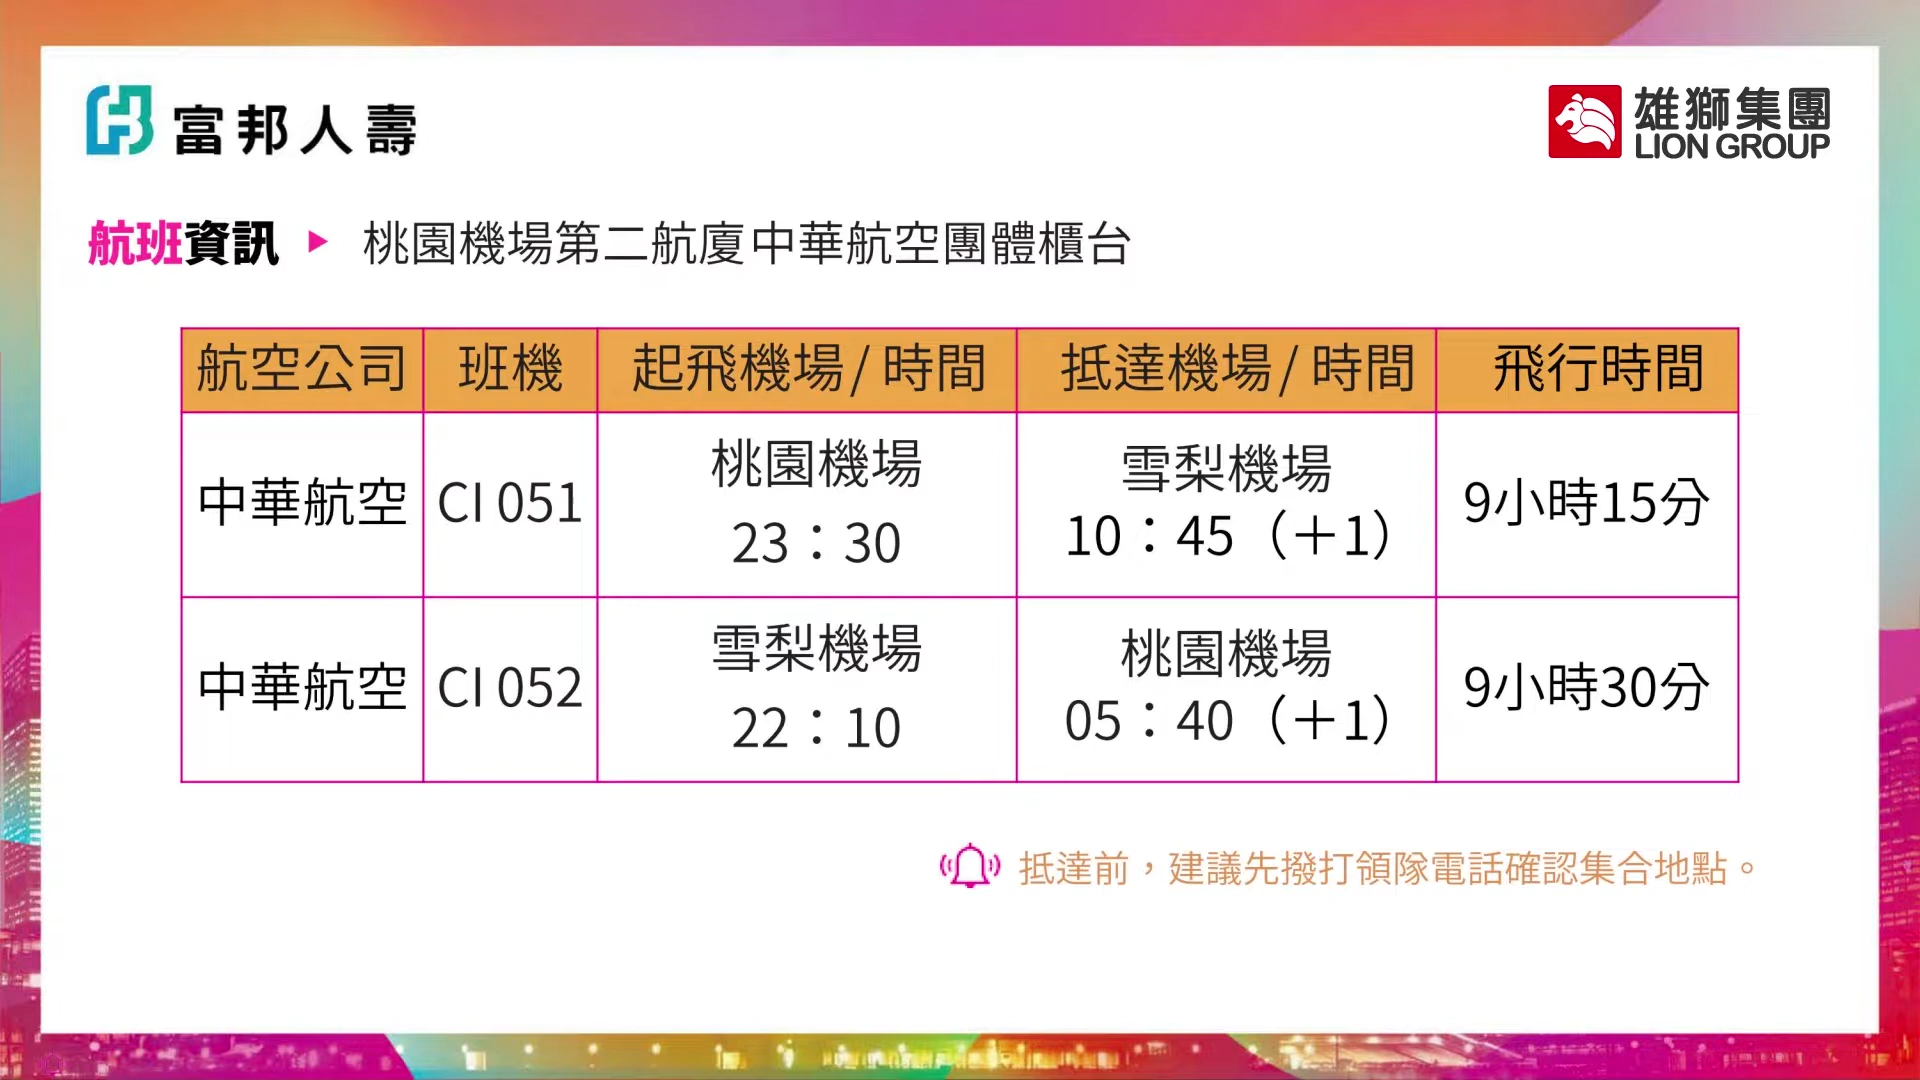 富邦人壽
雄獅集團
LION GROUP
航班資訊 ▶ 桃園機場第二航廈中華航空團體櫃台
航空公司 班機 起飛機場/ 時間 抵達機場/ 時間 飛行時間
中華航空 CI 051 桃園機場 23：30 雪梨機場 10：45（＋1） 9小時15分
中華航空 CI 052 雪梨機場 22：10 桃園機場 05：40（＋1） 9小時30分
抵達前，建議先撥打領隊電話確認集合地點。